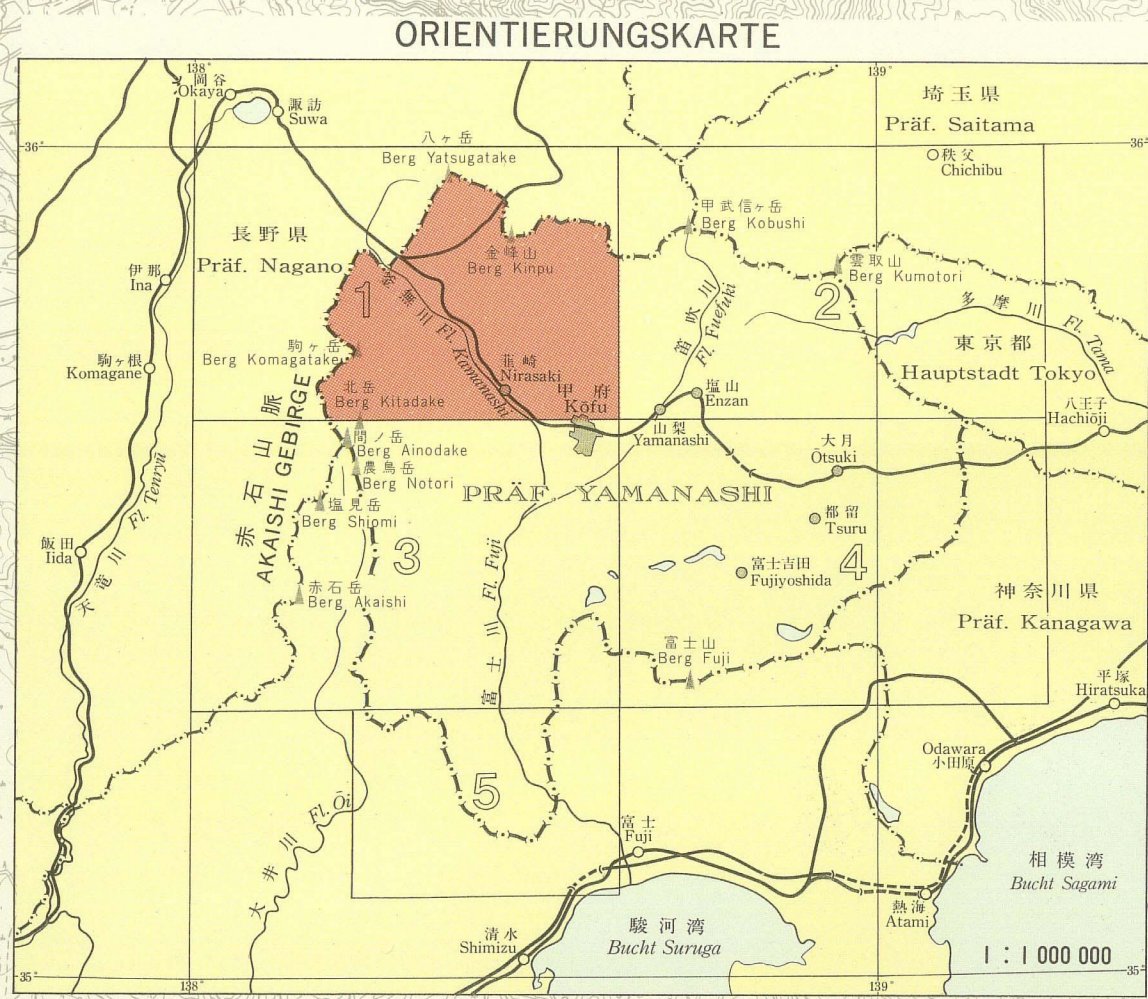 ORIENTIERUNGSKARTE
138°
岡谷
Okaya
諏訪
Suwa
139°
埼玉県
Präf. Saitama
36°
36°
八ヶ岳
Berg Yatsugatake
秩父
Chichibu
甲武信ヶ岳
Berg Kobushi
長野県
Präf. Nagano
金峰山
Berg Kinpu
雲取山
Berg Kumotori
伊那
Ina
1
釜無川 Fl. Kamanashi
笛吹川 Fl. Fuefuki
2
多摩川 Fl. Tama
東京都
Hauptstadt Tokyo
駒ヶ根
Komagane
駒ヶ岳
Berg Komagatake
韮崎
Nirasaki
北岳
Berg Kitadake
甲府
Kōfu
塩山
Enzan
山梨
Yamanashi
八王子
Hachiōji
大月
Ōtsuki
赤石山脈
AKAISHI GEBIRGE
間ノ岳
Berg Ainodake
農鳥岳
Berg Notori
塩見岳
Berg Shiomi
PRÄF. YAMANASHI
都留
Tsuru
飯田
Iida
天竜川 Fl. Tenryū
3
富士吉田
Fujiyoshida
4
赤石岳
Berg Akaishi
富士川 Fl. Fuji
神奈川県
Präf. Kanagawa
富士山
Berg Fuji
平塚
Hiratsuka
5
Odawara
小田原
大井川 Fl. Ōi
富士
Fuji
相模湾
Bucht Sagami
熱海
Atami
清水
Shimizu
駿河湾
Bucht Suruga
1 : 1 000 000
35°
138°
139°
35°